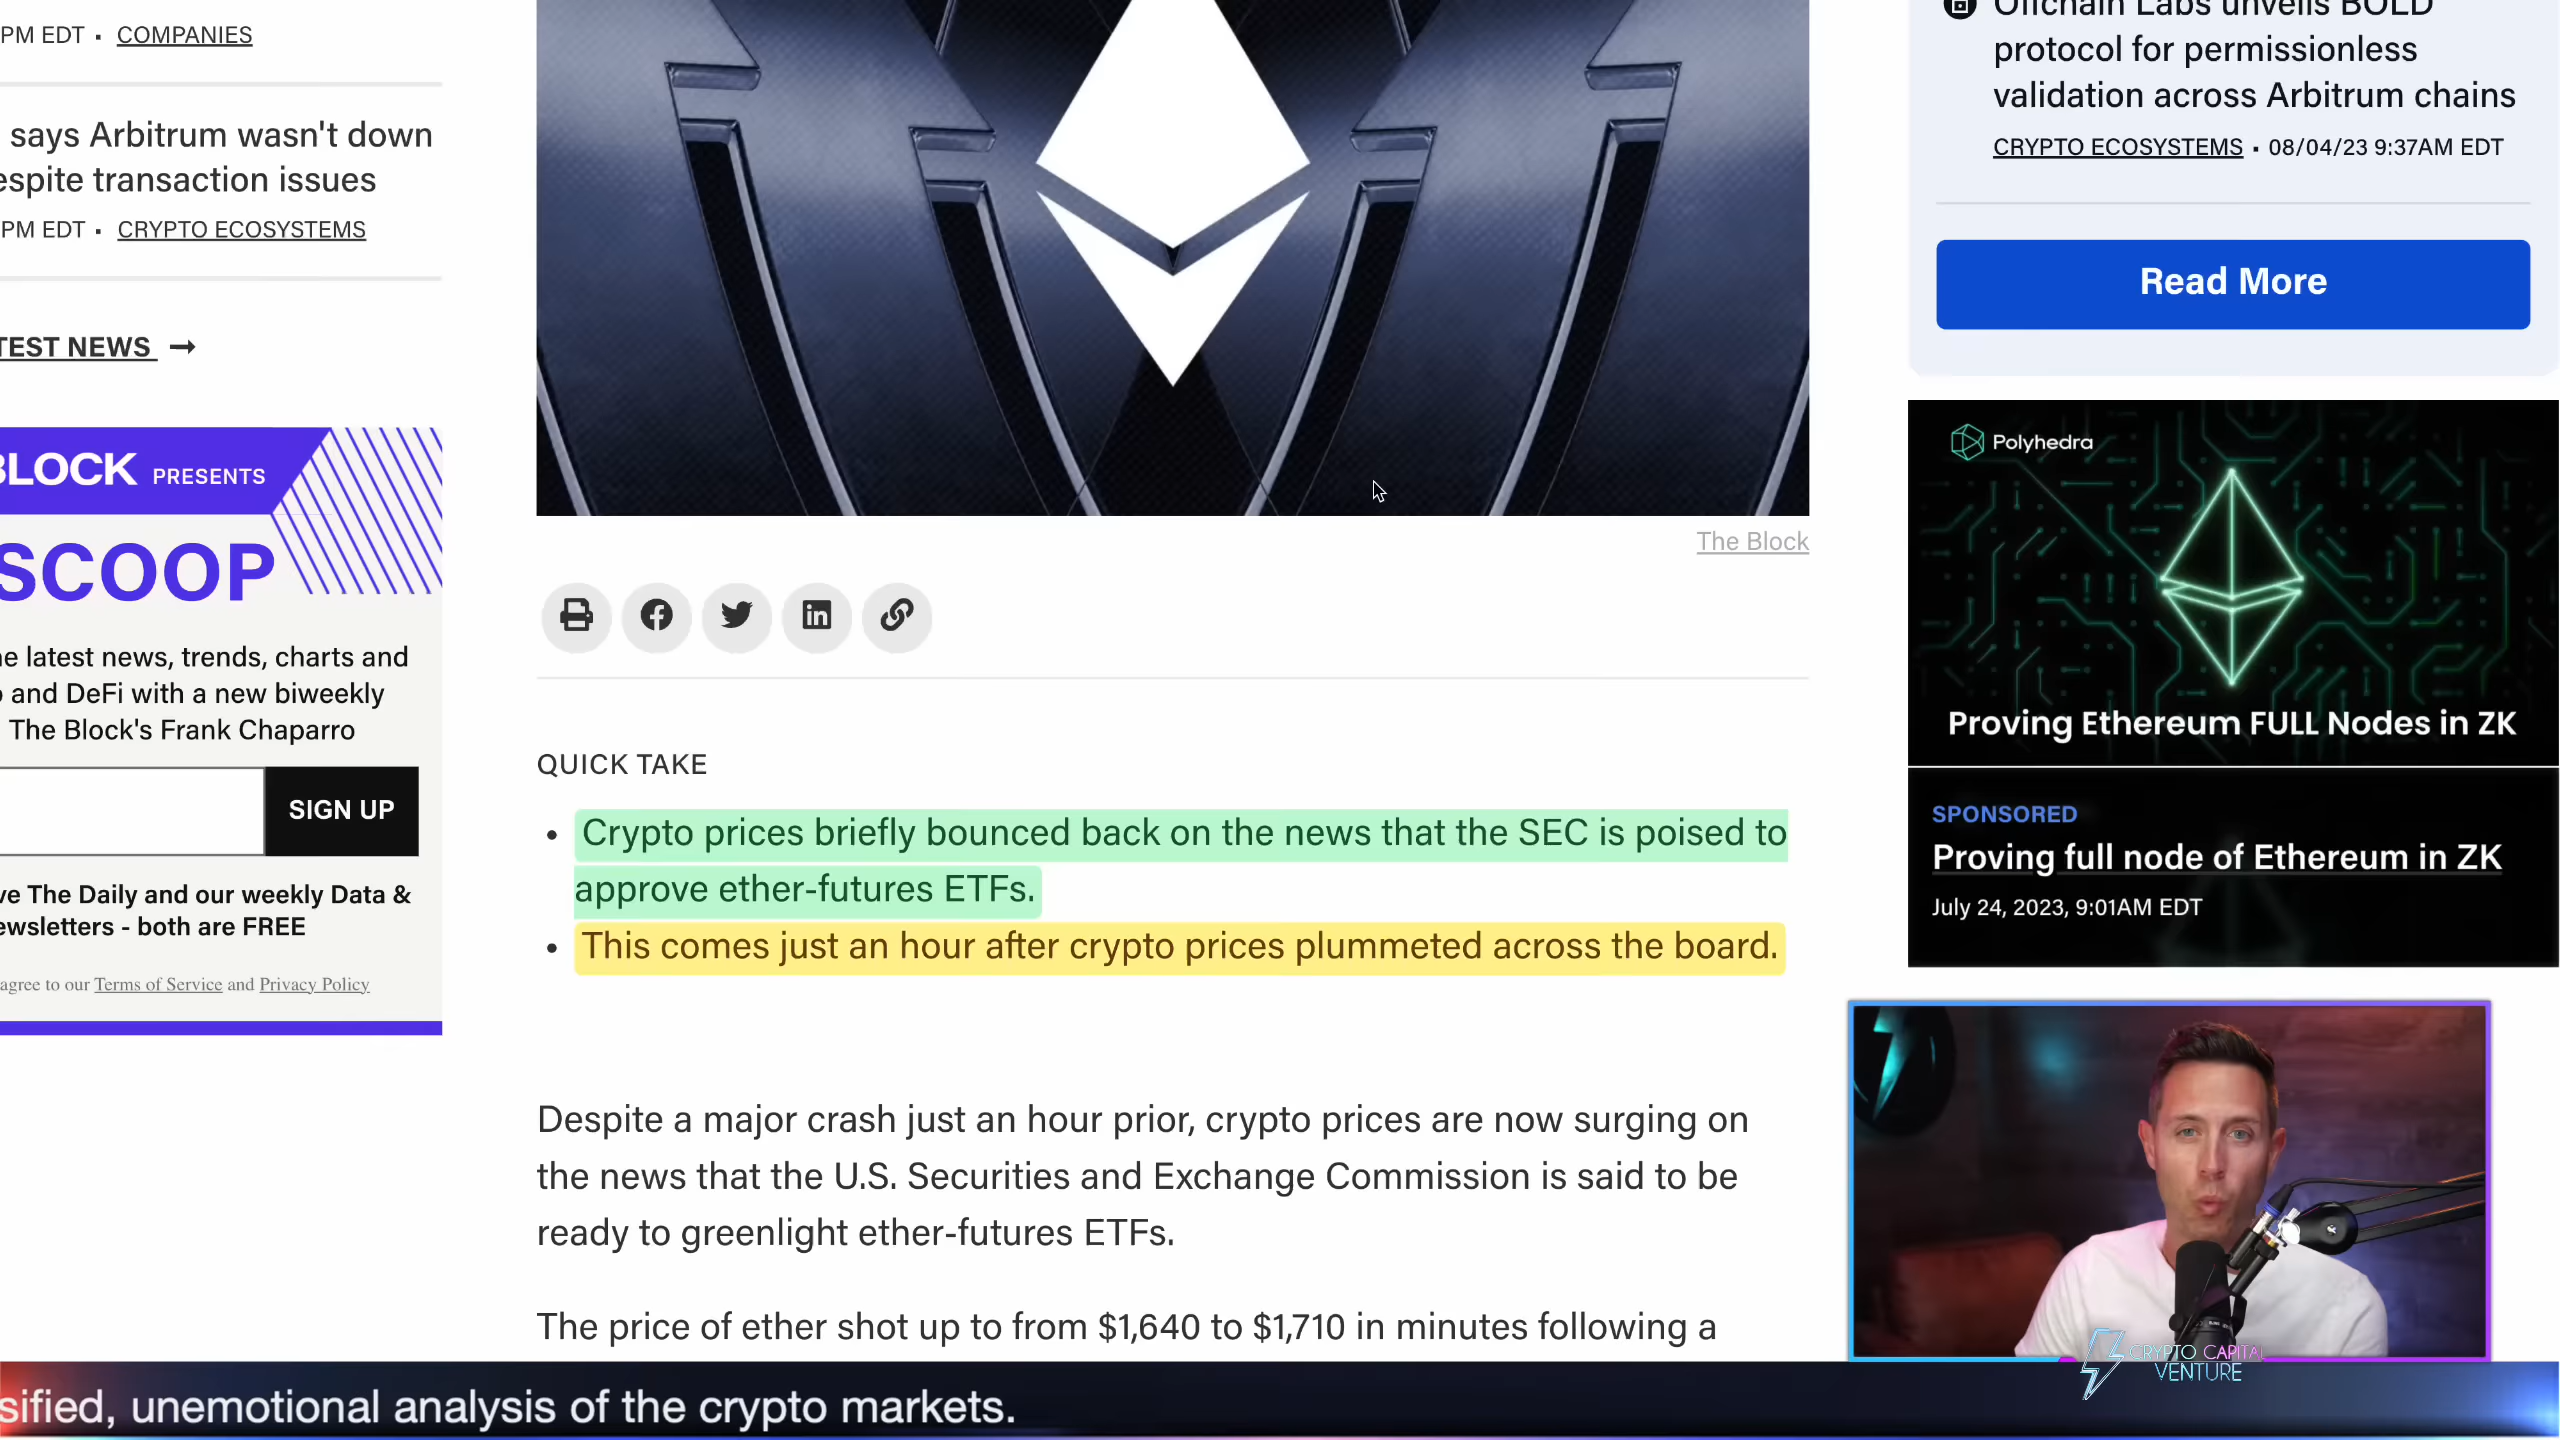 PM EDT • COMPANIES
says Arbitrum wasn't down
espite transaction issues
PM EDT • CRYPTO ECOSYSTEMS
TEST NEWS →
BLOCK PRESENTS
SCOOP
he latest news, trends, charts and
and DeFi with a new biweekly
The Block's Frank Chaparro
SIGN UP
ve The Daily and our weekly Data &
ewsletters - both are FREE
agree to our Terms of Service and Privacy Policy
The Block
QUICK TAKE
• Crypto prices briefly bounced back on the news that the SEC is poised to
approve ether-futures ETFs.
• This comes just an hour after crypto prices plummeted across the board.
Despite a major crash just an hour prior, crypto prices are now surging on
the news that the U.S. Securities and Exchange Commission is said to be
ready to greenlight ether-futures ETFs.
The price of ether shot up to from $1,640 to $1,710 in minutes following a
Offchain Labs unveils BOLD
protocol for permissionless
validation across Arbitrum chains
CRYPTO ECOSYSTEMS • 08/04/23 9:37AM EDT
Read More
Polyhedra
Proving Ethereum FULL Nodes in ZK
SPONSORED
Proving full node of Ethereum in ZK
July 24, 2023, 9:01AM EDT
CRYPTO CAPITAL
VENTURE
sified, unemotional analysis of the crypto markets.